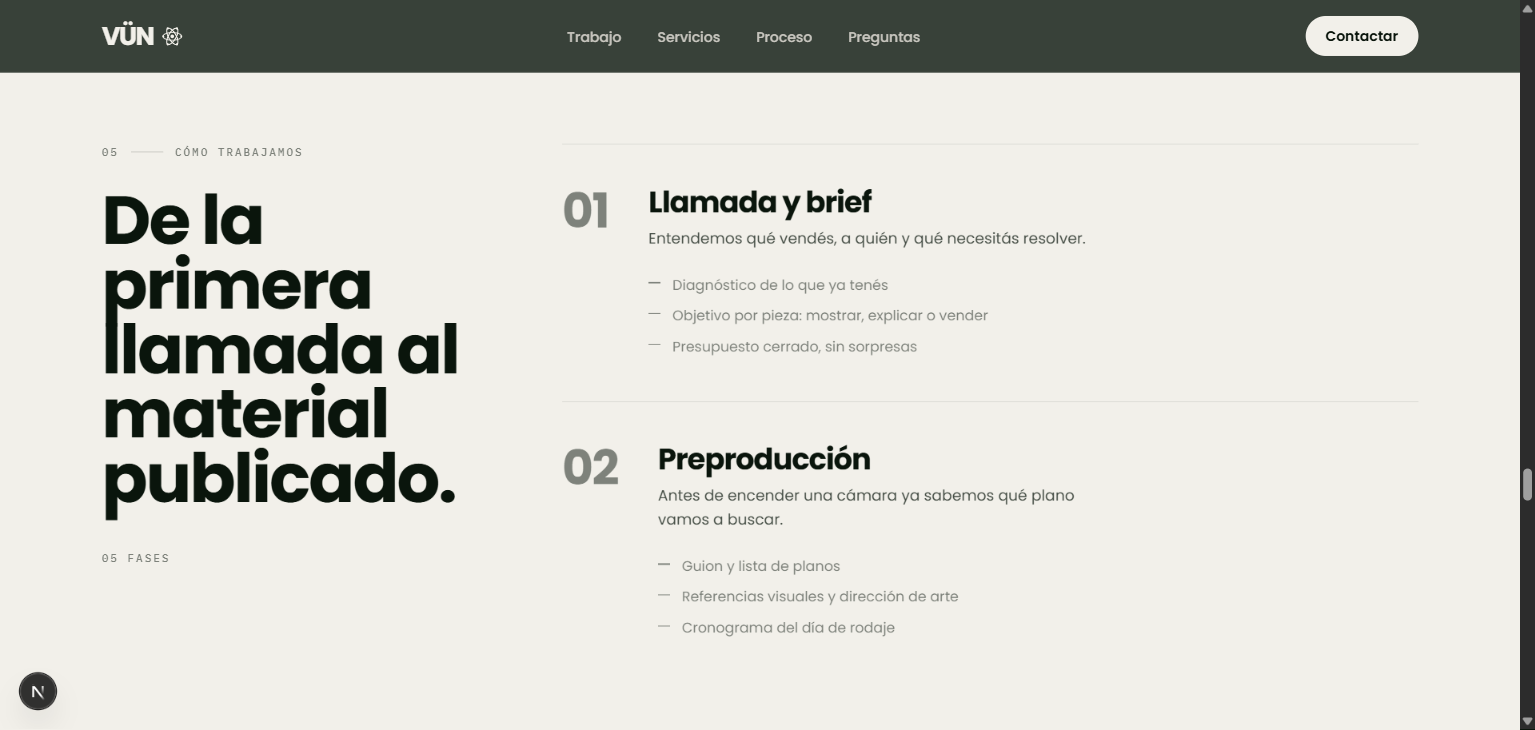 VÜN
Trabajo
Servicios
Proceso
Preguntas
Contactar
05
CÓMO TRABAJAMOS
De la
primera
llamada al
material
publicado.
05 FASES
01
Llamada y brief
Entendemos qué vendés, a quién y qué necesitás resolver.
— Diagnóstico de lo que ya tenés
— Objetivo por pieza: mostrar, explicar o vender
— Presupuesto cerrado, sin sorpresas
02
Preproducción
Antes de encender una cámara ya sabemos qué plano
vamos a buscar.
— Guion y lista de planos
— Referencias visuales y dirección de arte
— Cronograma del día de rodaje
N